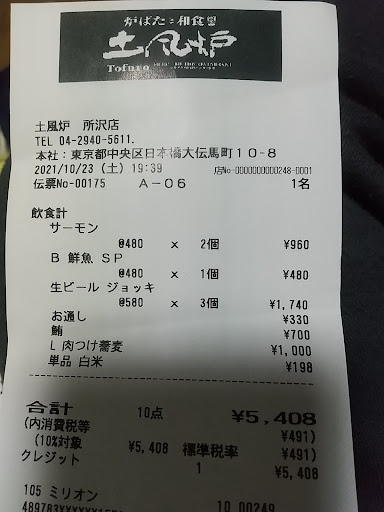 炉ばたと和食
土風炉
Tofuro
土風炉 所沢店
TEL 04-2940-5611.
本社：東京都中央区日本橋大伝馬町１０-８
2021/10/23 (土) 19:39 店No-0000000000248-0001
伝票No-00175 A-06 1名
飲食計
サーモン
@480 x 2個 ¥960
B 鮮魚 SP
@480 x 1個 ¥480
生ビール ジョッキ
@580 x 3個 ¥1,740
お通し ¥330
鮪 ¥700
L 肉つけ蕎麦 ¥1,000
単品 白米 ¥198
合計 10点 ¥5,408
(内消費税等 ¥491)
(10%対象 ¥5,408 標準税率 ¥491)
クレジット 1 ¥5,408
105 ミリオン